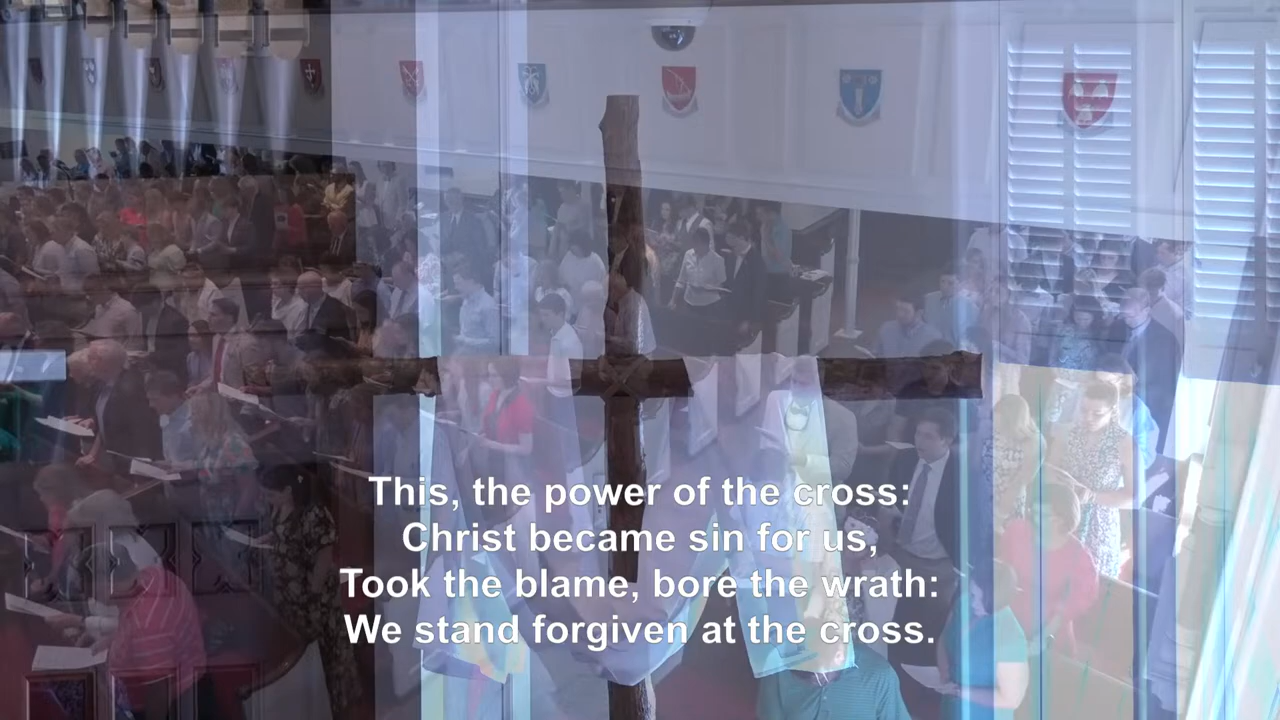 This, the power of the cross:
Christ became sin for us,
Took the blame, bore the wrath:
We stand forgiven at the cross.